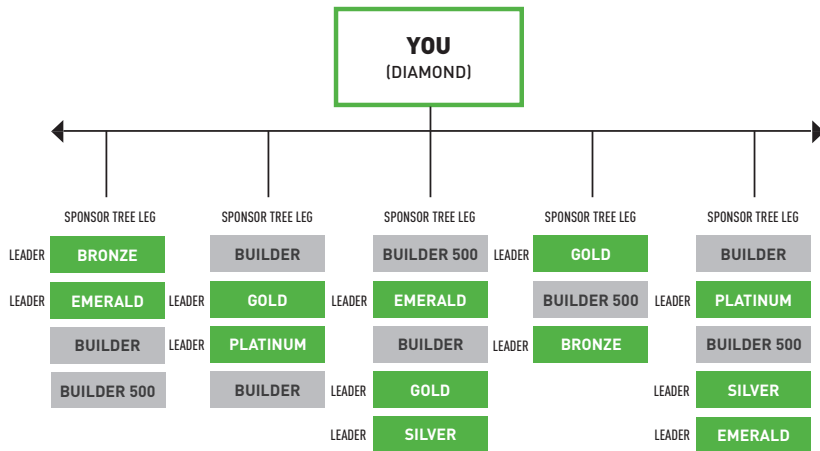 YOU
(DIAMOND)
SPONSOR TREE LEG
LEADER BRONZE
LEADER EMERALD
BUILDER
BUILDER 500
SPONSOR TREE LEG
BUILDER
LEADER GOLD
LEADER PLATINUM
BUILDER
SPONSOR TREE LEG
BUILDER 500
LEADER EMERALD
BUILDER
LEADER GOLD
LEADER SILVER
SPONSOR TREE LEG
LEADER GOLD
BUILDER 500
LEADER BRONZE
SPONSOR TREE LEG
BUILDER
LEADER PLATINUM
BUILDER 500
LEADER SILVER
LEADER EMERALD